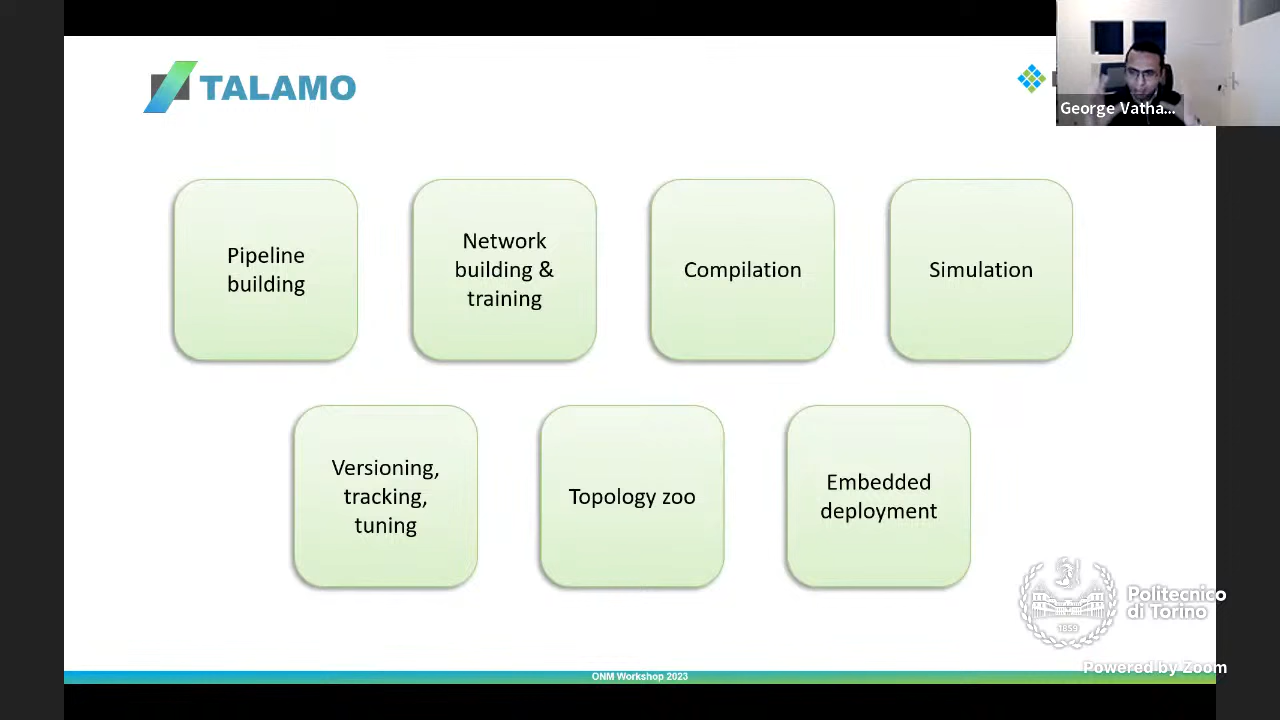 TALAMO
George Vatha...
Pipeline
building
Network
building &
training
Compilation
Simulation
Versioning,
tracking,
tuning
Topology zoo
Embedded
deployment
1859
Politecnico
di Torino
Powered by Zoom
ONM Workshop 2023